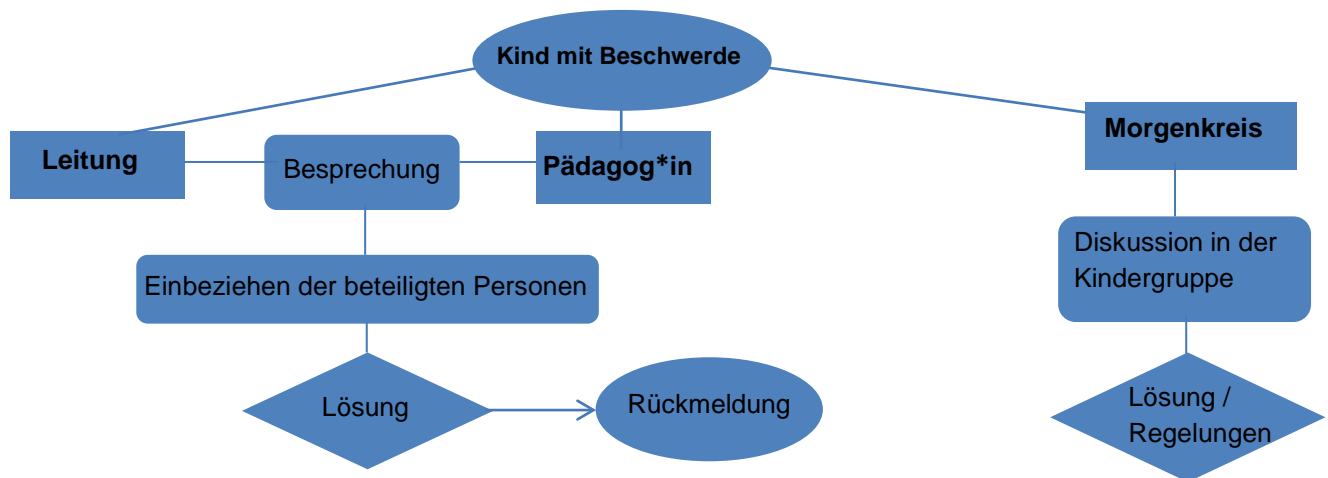 Kind mit Beschwerde
Leitung
Besprechung
Pädagog*in
Morgenkreis
Einbeziehen der beteiligten Personen
Diskussion in der
Kindergruppe
Lösung
Rückmeldung
Lösung /
Regelungen